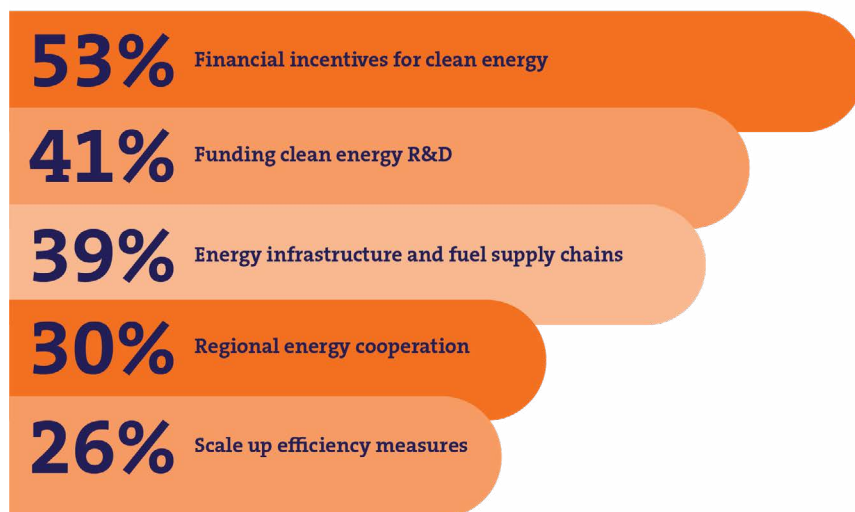 53% Financial incentives for clean energy
41% Funding clean energy R&D
39% Energy infrastructure and fuel supply chains
30% Regional energy cooperation
26% Scale up efficiency measures